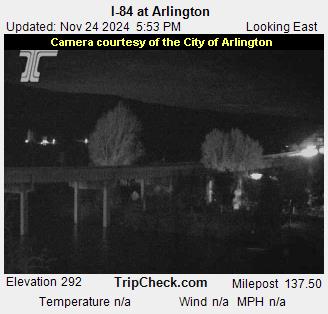 I-84 at Arlington
Updated: Nov 24 2024 5:53 PM Looking East
Camera courtesy of the City of Arlington
Elevation 292 TripCheck.com Milepost 137.50
Temperature n/a Wind n/a MPH n/a